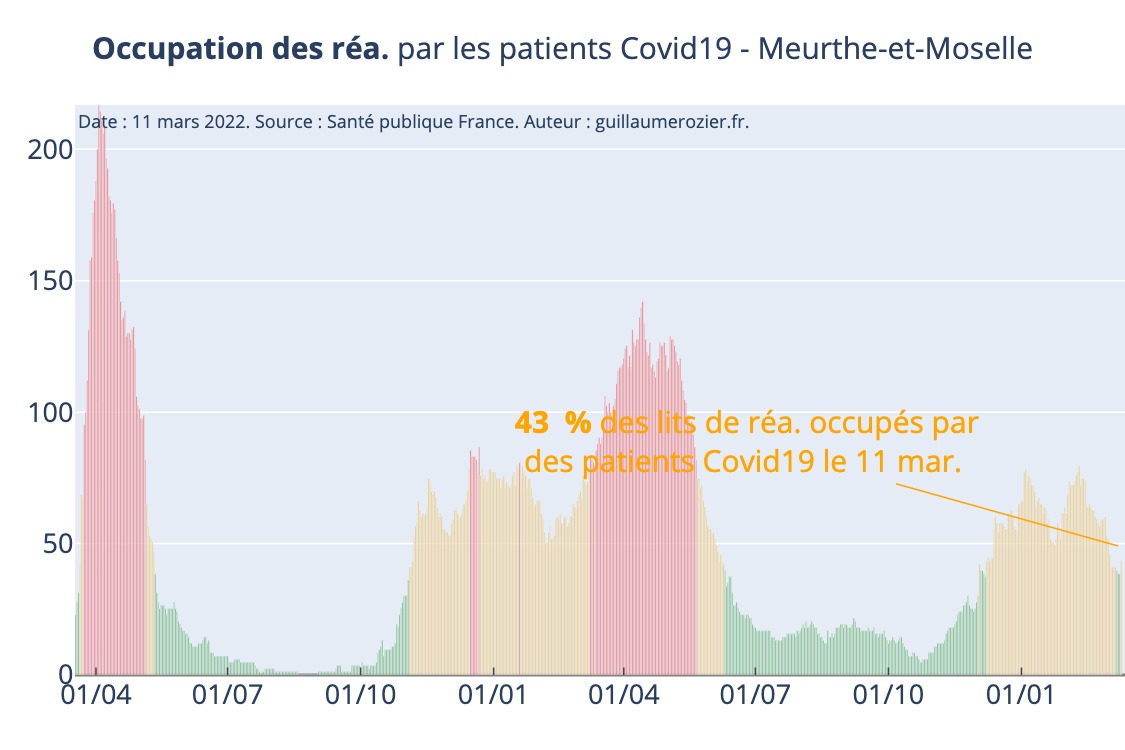 Occupation des réa. par les patients Covid19 - Meurthe-et-Moselle
Date : 11 mars 2022. Source : Santé publique France. Auteur : guillaumerozier.fr.
200
150
100
43  % des lits de réa. occupés par
des patients Covid19 le 11 mar.
50
0
01/04 01/07 01/10 01/01 01/04 01/07 01/10 01/01